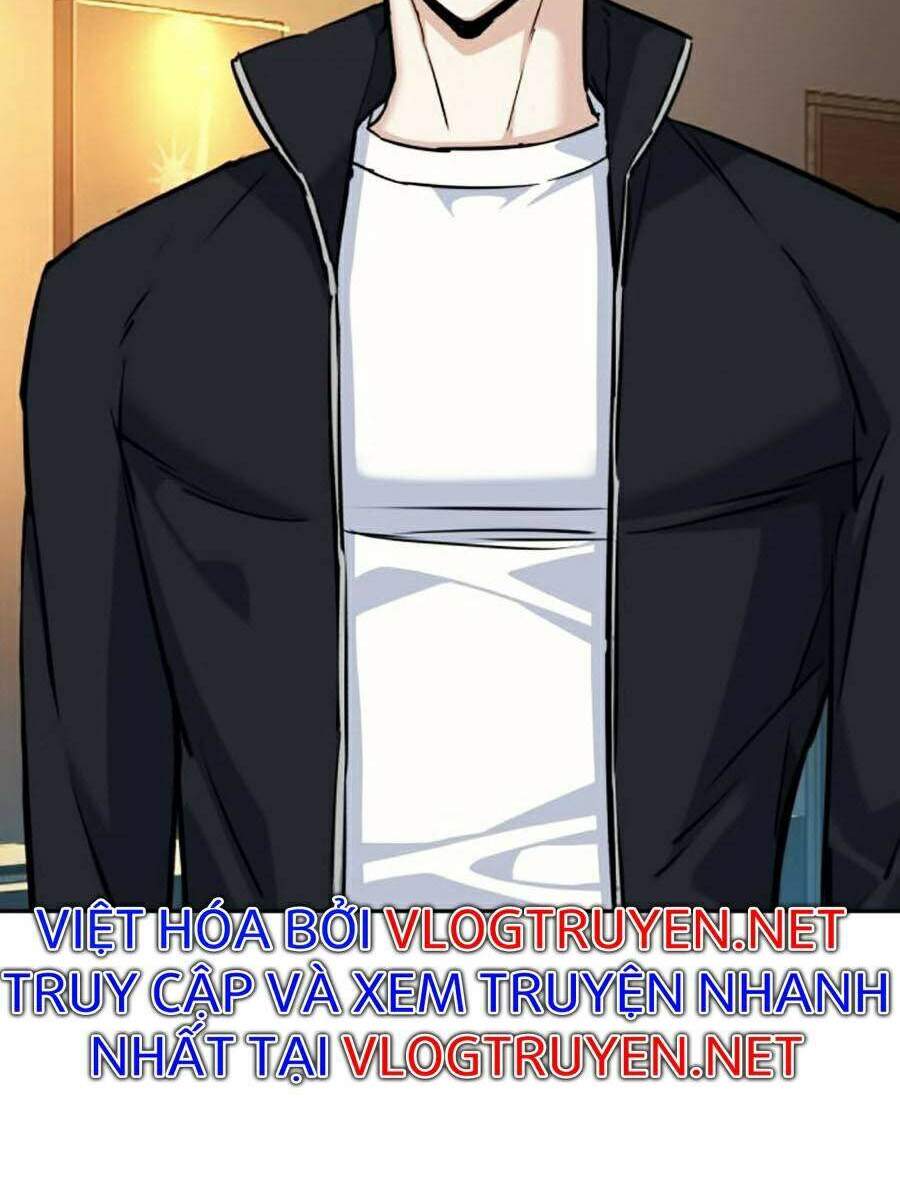 VIỆT HÓA BỞI VLOGTRUYEN.NET
TRUY CẬP VÀ XEM TRUYỆN NHANH
NHẤT TẠI VLOGTRUYEN.NET